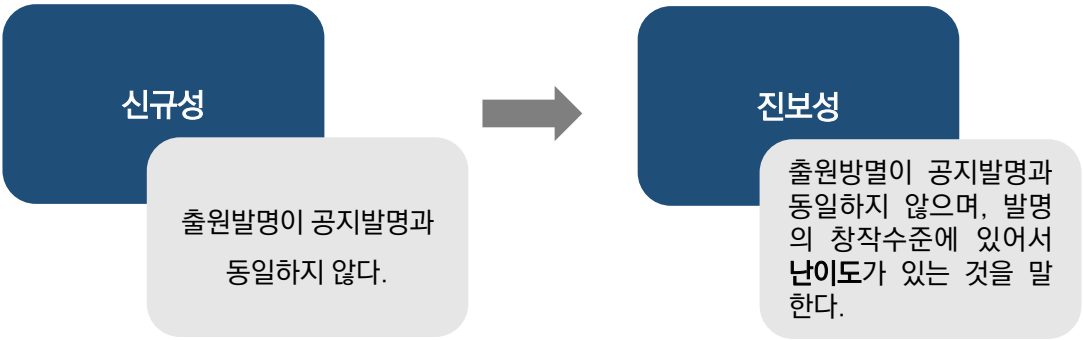 신규성
출원발명이 공지발명과
동일하지 않다.
진보성
출원방멸이 공지발명과
동일하지 않으며, 발명
의 창작수준에 있어서
난이도가 있는 것을 말
한다.